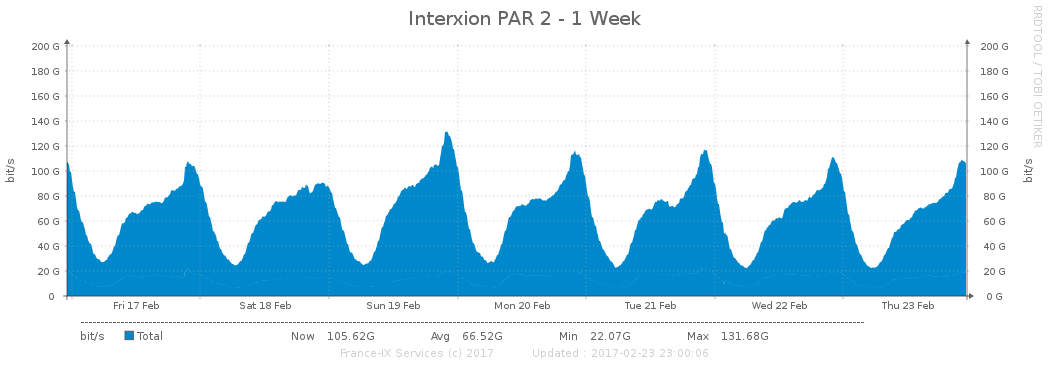 Interxion PAR 2 - 1 Week
RRDTOOL / TOBI OETIKER
bit/s
200 G
180 G
160 G
140 G
120 G
100 G
80 G
60 G
40 G
20 G
0
200 G
180 G
160 G
140 G
120 G
100 G
80 G
60 G
40 G
20 G
0 G
bit/s
Fri 17 Feb Sat 18 Feb Sun 19 Feb Mon 20 Feb Tue 21 Feb Wed 22 Feb Thu 23 Feb
bit/s Total Now 105.62G Avg 66.52G Min 22.07G Max 131.68G
France-IX Services (c) 2017 Updated : 2017-02-23 23:00:06